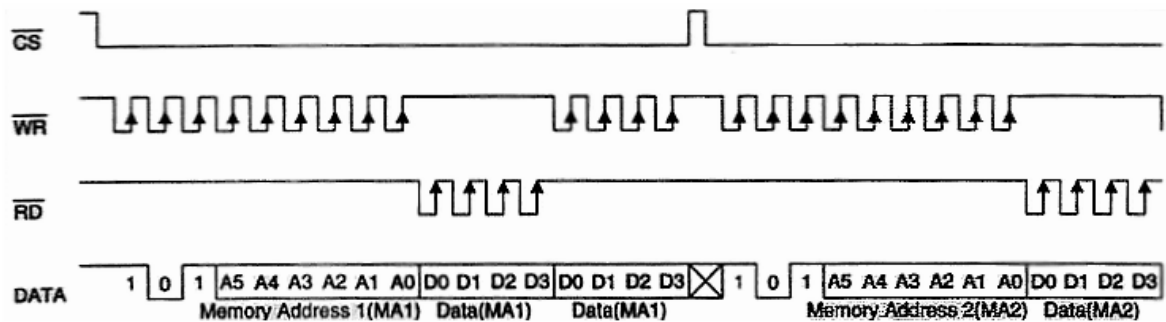 CS
WR
RD
DATA 1 0 1 A5 A4 A3 A2 A1 A0 D0 D1 D2 D3 D0 D1 D2 D3 1 0 1 A5 A4 A3 A2 A1 A0 D0 D1 D2 D3
Memory Address 1(MA1) Data(MA1) Data(MA1) Memory Address 2(MA2) Data(MA2)